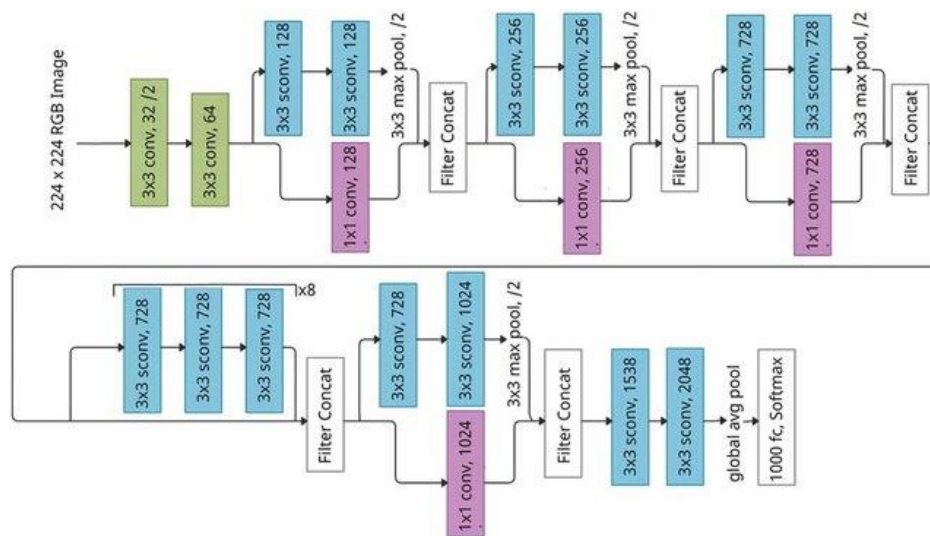 224 x 224 RGB Image
3x3 conv, 32 /2
3x3 conv, 64
3x3 sconv, 128
3x3 sconv, 128
3x3 max pool, /2
1x1 conv, 128
Filter Concat
3x3 sconv, 256
3x3 sconv, 256
3x3 max pool, /2
1x1 conv, 256
Filter Concat
3x3 sconv, 728
3x3 sconv, 728
3x3 max pool, /2
1x1 conv, 728
Filter Concat
3x3 sconv, 728
3x3 sconv, 728
3x3 sconv, 728
x8
Filter Concat
3x3 sconv, 728
3x3 sconv, 1024
3x3 max pool, /2
1x1 conv, 1024
Filter Concat
3x3 sconv, 1538
3x3 sconv, 2048
global avg pool
1000 fc, Softmax